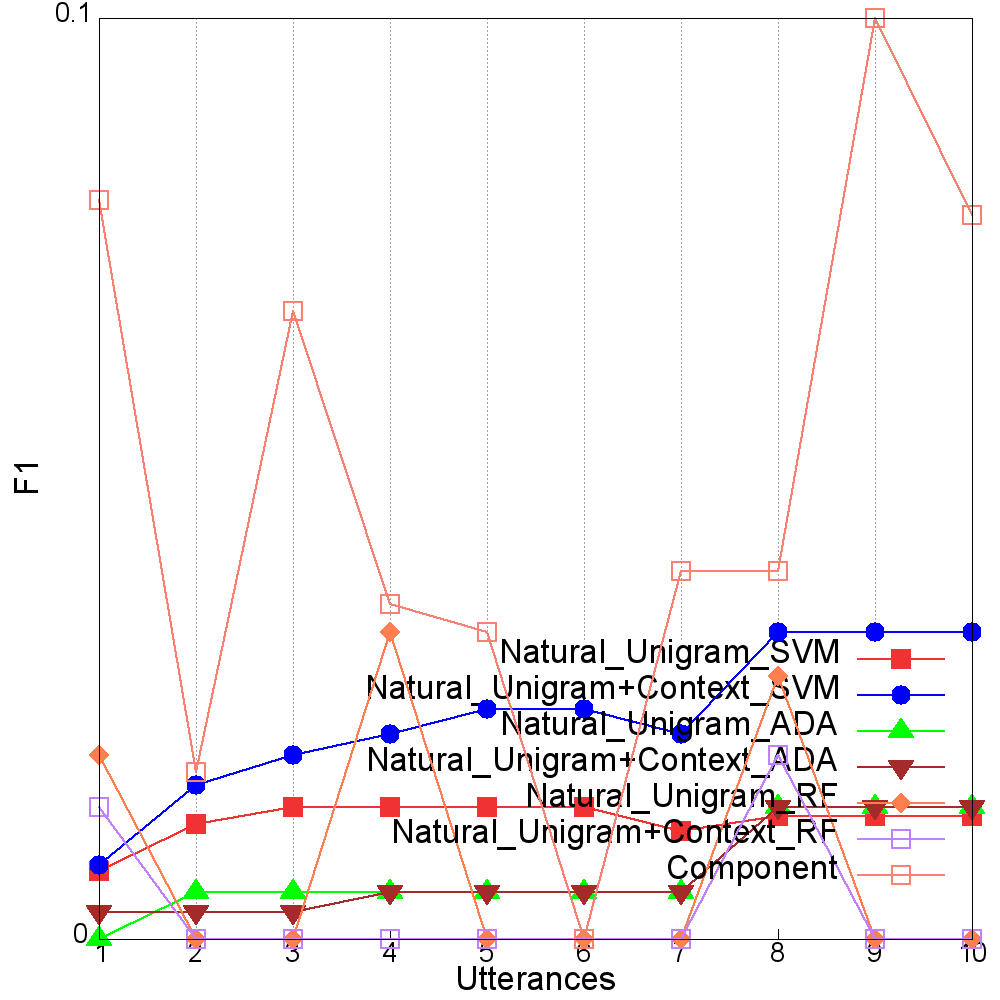 0.1
F1
Natural_Unigram_SVM
Natural_Unigram+Context_SVM
Natural_Unigram_ADA
Natural_Unigram+Context_ADA
Natural_Unigram_RF
Natural_Unigram+Context_RF
Component
0
1 2 3 4 5 6 7 8 9 10
Utterances